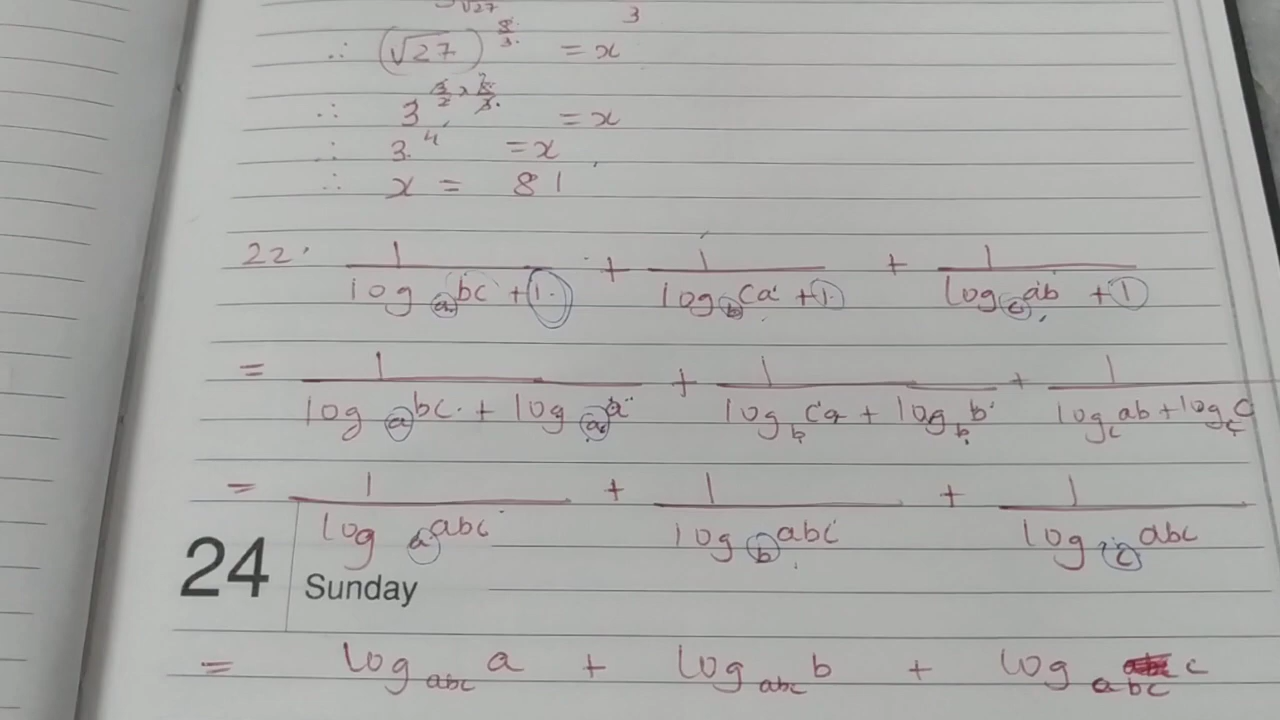 √27 3
∴ (√27)^(8/3) = x
∴ 3^(3/2 × 8/3) = x
∴ 3^4 = x
∴ x = 81
22. 1/(log_a bc + 1) + 1/(log_b ca + 1) + 1/(log_c ab + 1)
= 1/(log_a bc + log_a a) + 1/(log_b ca + log_b b) + 1/(log_c ab + log_c c)
= 1/(log_a abc) + 1/(log_b abc) + 1/(log_c abc)
24 Sunday
= log_abc a + log_abc b + log_abc c